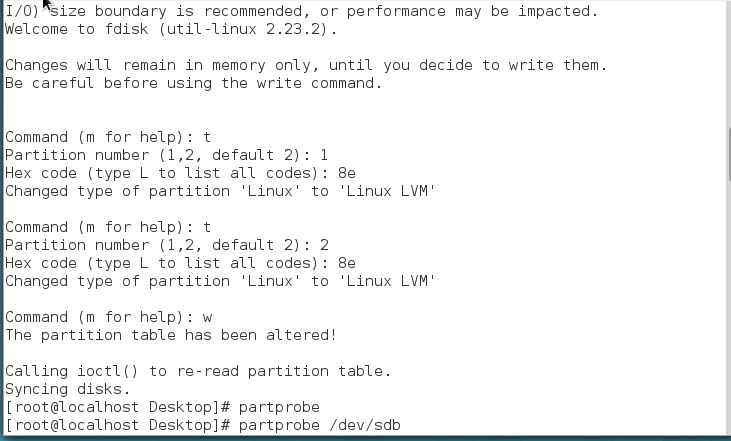 I/O) size boundary is recommended, or performance may be impacted.
Welcome to fdisk (util-linux 2.23.2).
Changes will remain in memory only, until you decide to write them.
Be careful before using the write command.
Command (m for help): t
Partition number (1,2, default 2): 1
Hex code (type L to list all codes): 8e
Changed type of partition 'Linux' to 'Linux LVM'
Command (m for help): t
Partition number (1,2, default 2): 2
Hex code (type L to list all codes): 8e
Changed type of partition 'Linux' to 'Linux LVM'
Command (m for help): w
The partition table has been altered!
Calling ioctl() to re-read partition table.
Syncing disks.
[root@localhost Desktop]# partprobe
[root@localhost Desktop]# partprobe /dev/sdb